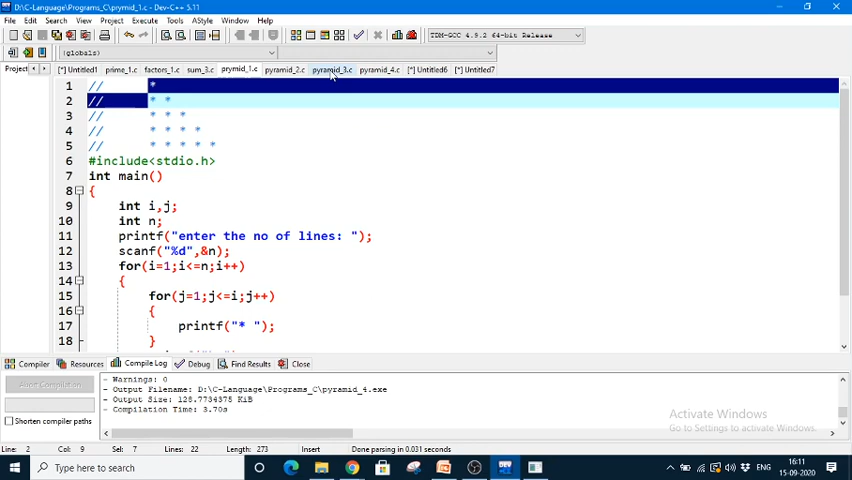 D:\C-Language\Programs_C\prymid_1.c - Dev-C++ 5.11
File Edit Search View Project Execute Tools AStyle Window Help
TDM-GCC 4.9.2 64-bit Release
(globals)
Project
[*] Untitled1 prime_1.c factors_1.c sum_3.c prymid_1.c pyramid_2.c pyramid_3.c pyramid_4.c [*] Untitled6 [*] Untitled7
1 // *
2 // * *
3 // * * *
4 // * * * *
5 // * * * * *
6 #include<stdio.h>
7 int main()
8 {
9 int i,j;
10 int n;
11 printf("enter the no of lines: ");
12 scanf("%d",&n);
13 for(i=1;i<=n;i++)
14 {
15 for(j=1;j<=i;j++)
16 {
17 printf("* ");
18 }
Compiler Resources Compile Log Debug Find Results Close
Abort Compilation
Shorten compiler paths
- Warnings: 0
- Output Filename: D:\C-Language\Programs_C\pyramid_4.exe
- Output Size: 128.7734375 KiB
- Compilation Time: 3.70s
Activate Windows
Go to Settings to activate Windows.
Line: 2 Col: 9 Sel: 7 Lines: 22 Length: 273 Insert Done parsing in 0.031 seconds
Type here to search
ENG
16:11
15-09-2020